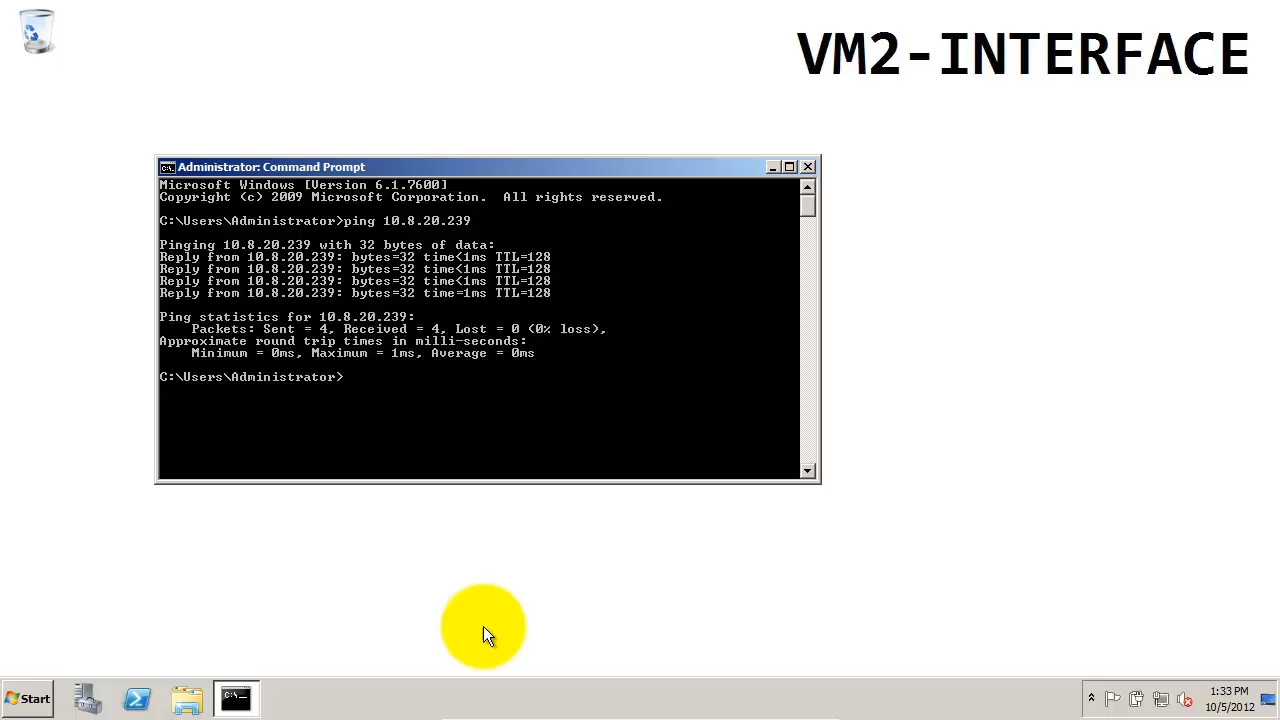 VM2-INTERFACE
Administrator: Command Prompt
Microsoft Windows [Version 6.1.7600]
Copyright (c) 2009 Microsoft Corporation.  All rights reserved.
C:\Users\Administrator>ping 10.8.20.239
Pinging 10.8.20.239 with 32 bytes of data:
Reply from 10.8.20.239: bytes=32 time<1ms TTL=128
Reply from 10.8.20.239: bytes=32 time<1ms TTL=128
Reply from 10.8.20.239: bytes=32 time<1ms TTL=128
Reply from 10.8.20.239: bytes=32 time=1ms TTL=128
Ping statistics for 10.8.20.239:
    Packets: Sent = 4, Received = 4, Lost = 0 (0% loss),
Approximate round trip times in milli-seconds:
    Minimum = 0ms, Maximum = 1ms, Average = 0ms
C:\Users\Administrator>
Start
1:33 PM
10/5/2012